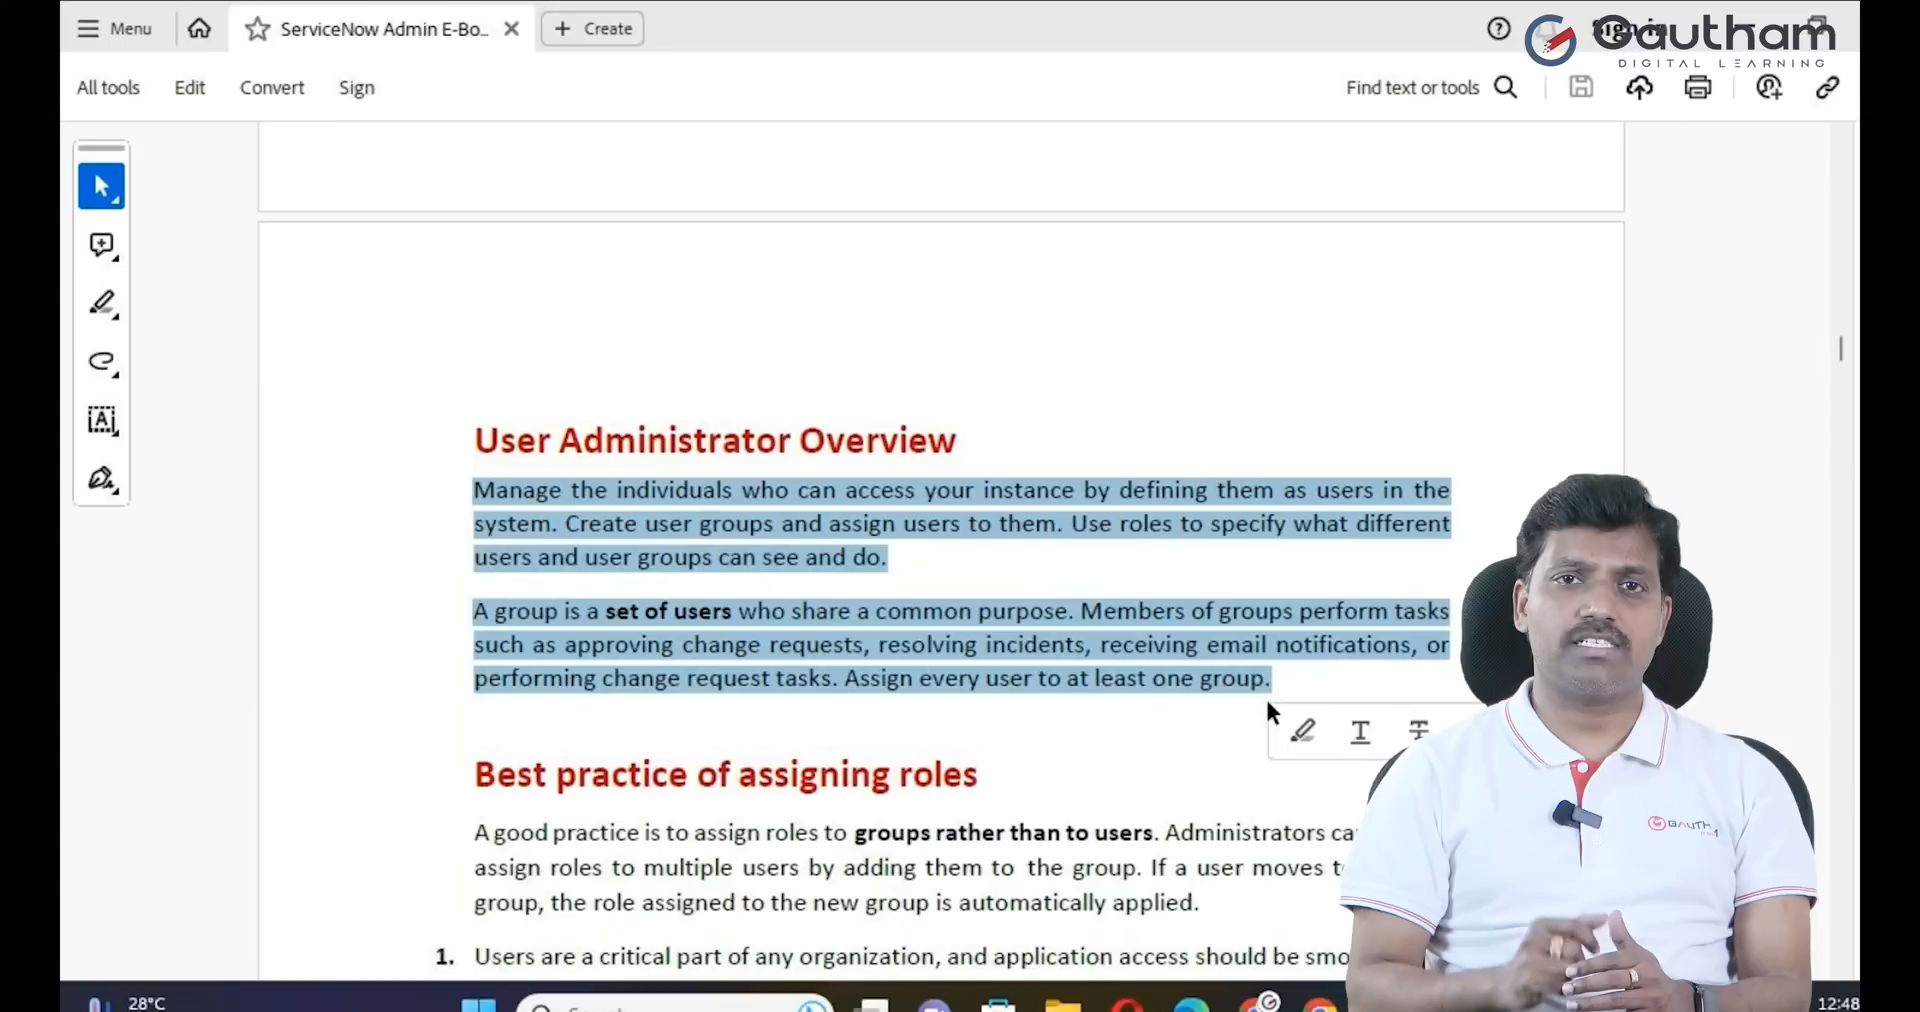 Menu
ServiceNow Admin E-Bo...
Create
Gautham
DIGITAL LEARNING
All tools
Edit
Convert
Sign
Find text or tools
User Administrator Overview
Manage the individuals who can access your instance by defining them as users in the
system. Create user groups and assign users to them. Use roles to specify what different
users and user groups can see and do.
A group is a set of users who share a common purpose. Members of groups perform tasks
such as approving change requests, resolving incidents, receiving email notifications, or
performing change request tasks. Assign every user to at least one group.
Best practice of assigning roles
A good practice is to assign roles to groups rather than to users. Administrators ca
assign roles to multiple users by adding them to the group. If a user moves t
group, the role assigned to the new group is automatically applied.
1. Users are a critical part of any organization, and application access should be smo
28°C
12:48